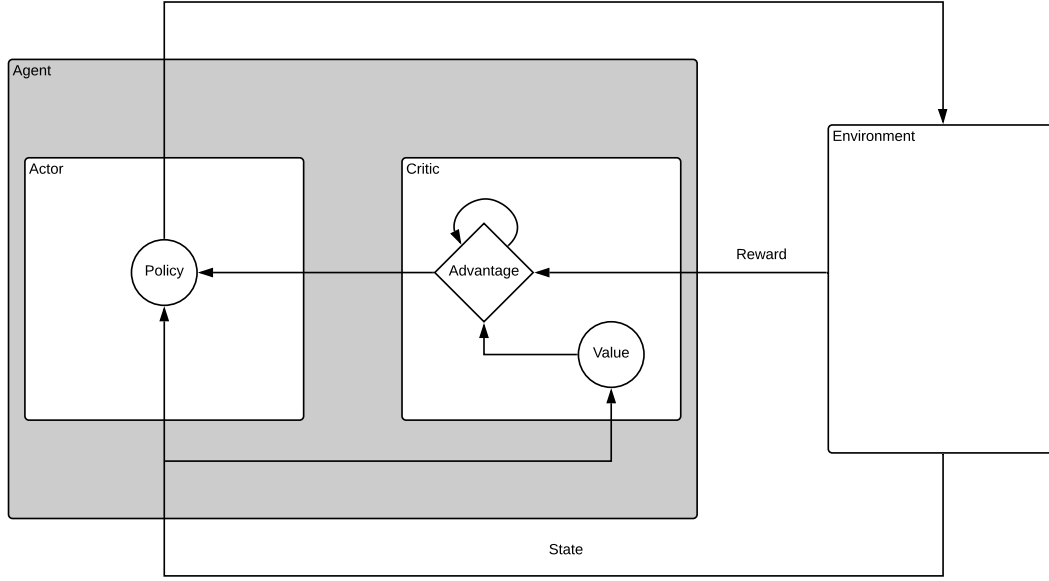 Agent
Environment
Actor
Critic
Reward
Policy
Advantage
Value
State